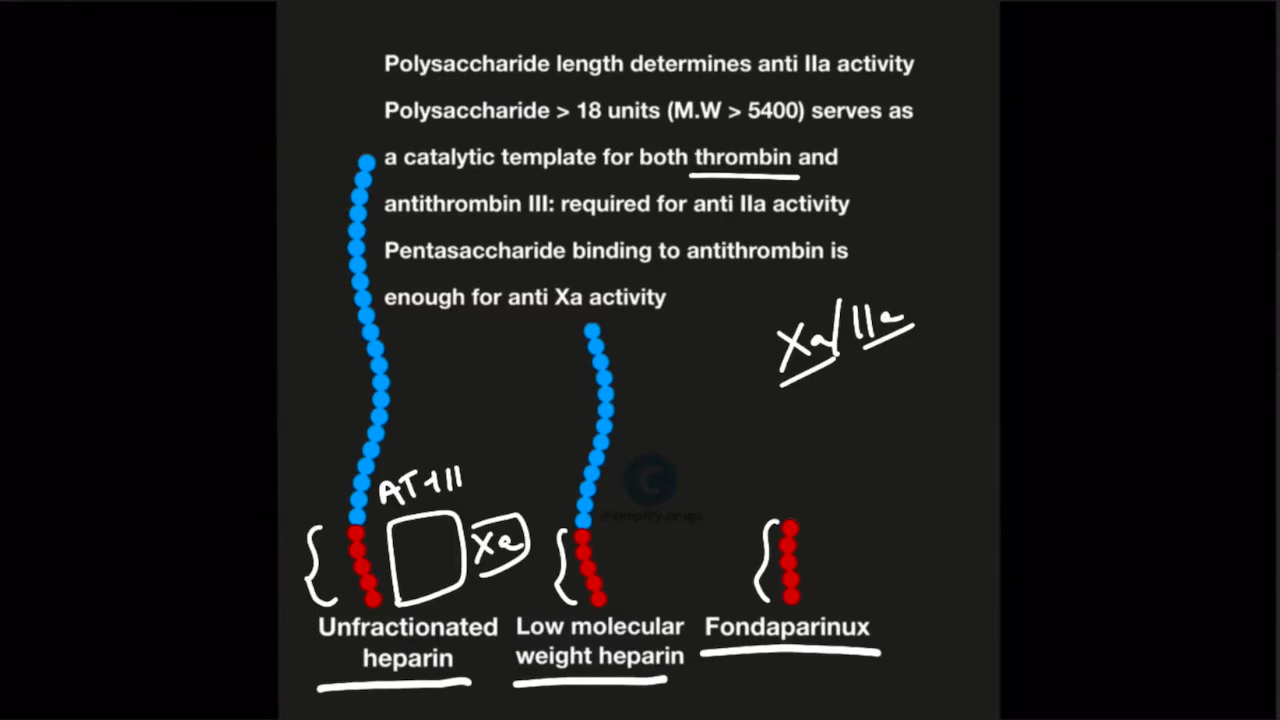 Polysaccharide length determines anti IIa activity
Polysaccharide > 18 units (M.W > 5400) serves as
a catalytic template for both thrombin and
antithrombin III: required for anti IIa activity
Pentasaccharide binding to antithrombin is
enough for anti Xa activity
Xa/IIa
AT-III
Xa
Unfractionated
heparin
Low molecular
weight heparin
Fondaparinux